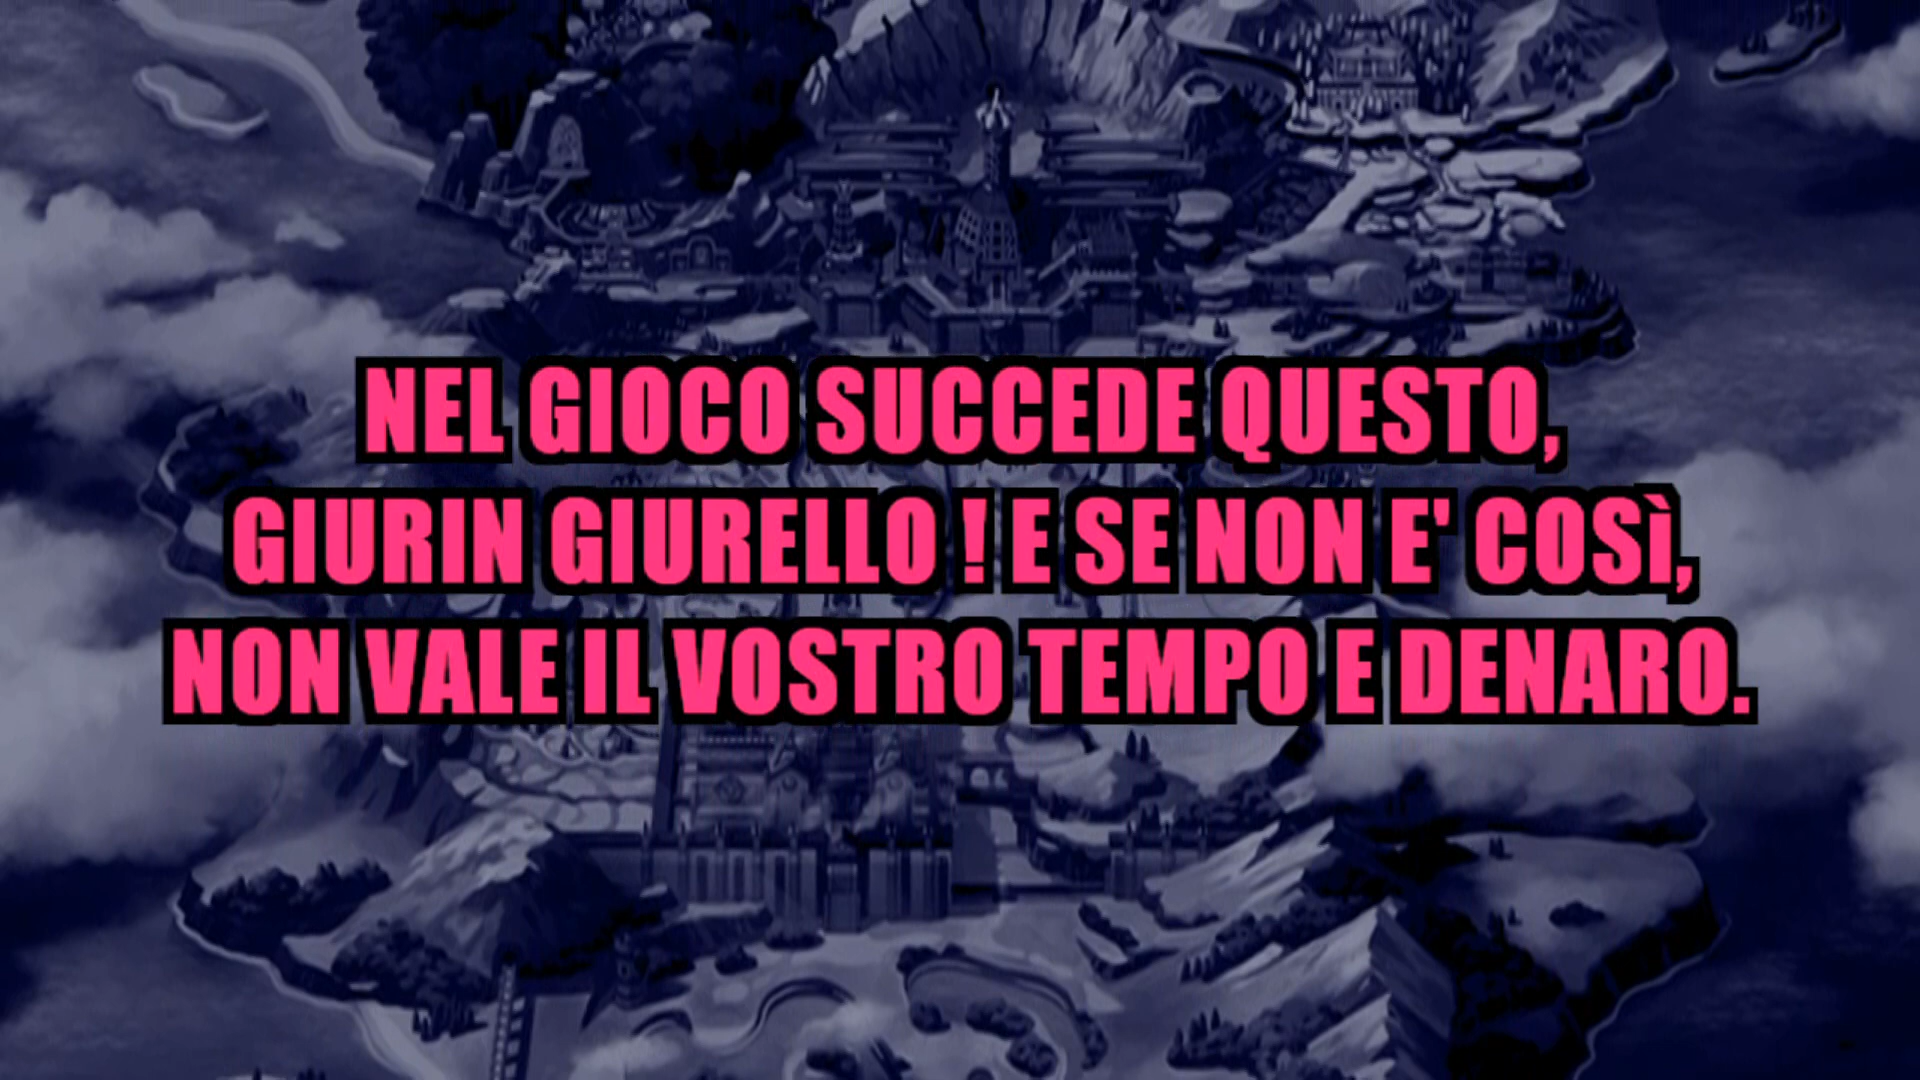 NEL GIOCO SUCCEDE QUESTO,
GIURIN GIURELLO ! E SE NON E' COSÌ,
NON VALE IL VOSTRO TEMPO E DENARO.